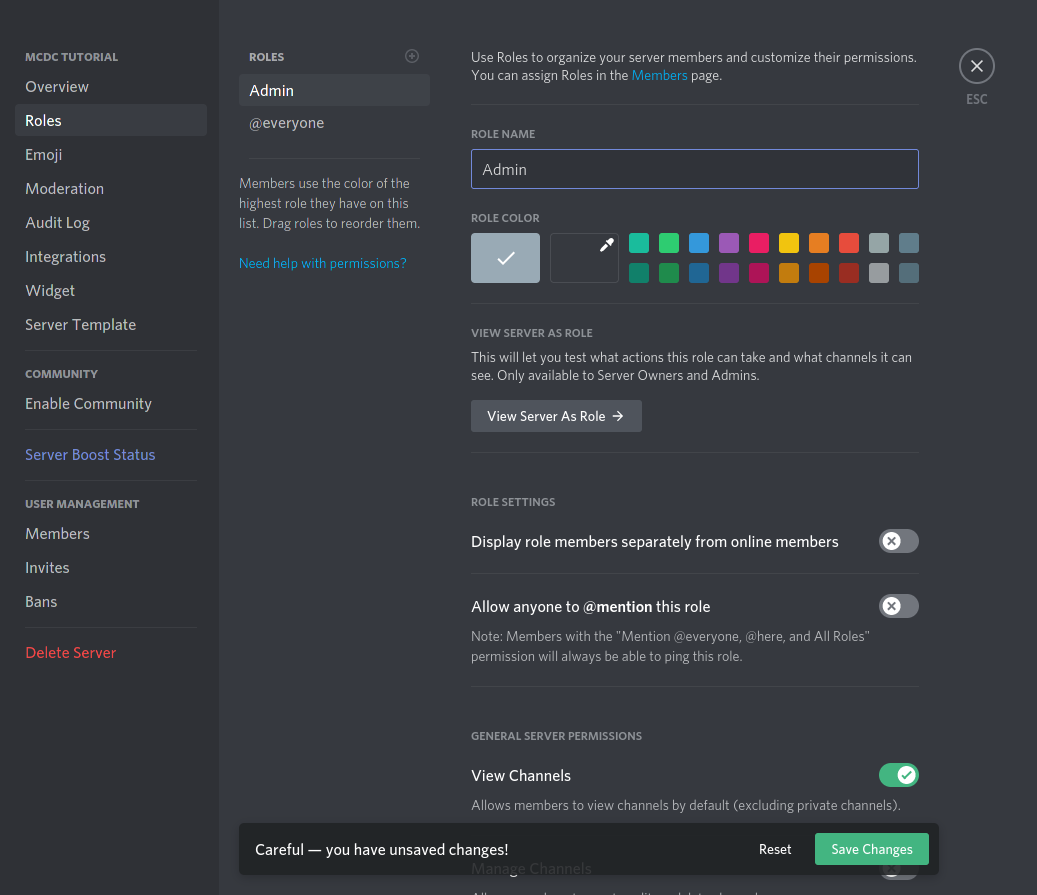 MCDC TUTORIAL
Overview
Roles
Emoji
Moderation
Audit Log
Integrations
Widget
Server Template
COMMUNITY
Enable Community
Server Boost Status
USER MANAGEMENT
Members
Invites
Bans
Delete Server
ROLES
Admin
@everyone
Members use the color of the
highest role they have on this
list. Drag roles to reorder them.
Need help with permissions?
Use Roles to organize your server members and customize their permissions.
You can assign Roles in the Members page.
ESC
ROLE NAME
Admin
ROLE COLOR
VIEW SERVER AS ROLE
This will let you test what actions this role can take and what channels it can
see. Only available to Server Owners and Admins.
View Server As Role →
ROLE SETTINGS
Display role members separately from online members
Allow anyone to @mention this role
Note: Members with the "Mention @everyone, @here, and All Roles"
permission will always be able to ping this role.
GENERAL SERVER PERMISSIONS
View Channels
Allows members to view channels by default (excluding private channels).
Careful — you have unsaved changes!
Reset
Save Changes
Manage Channels